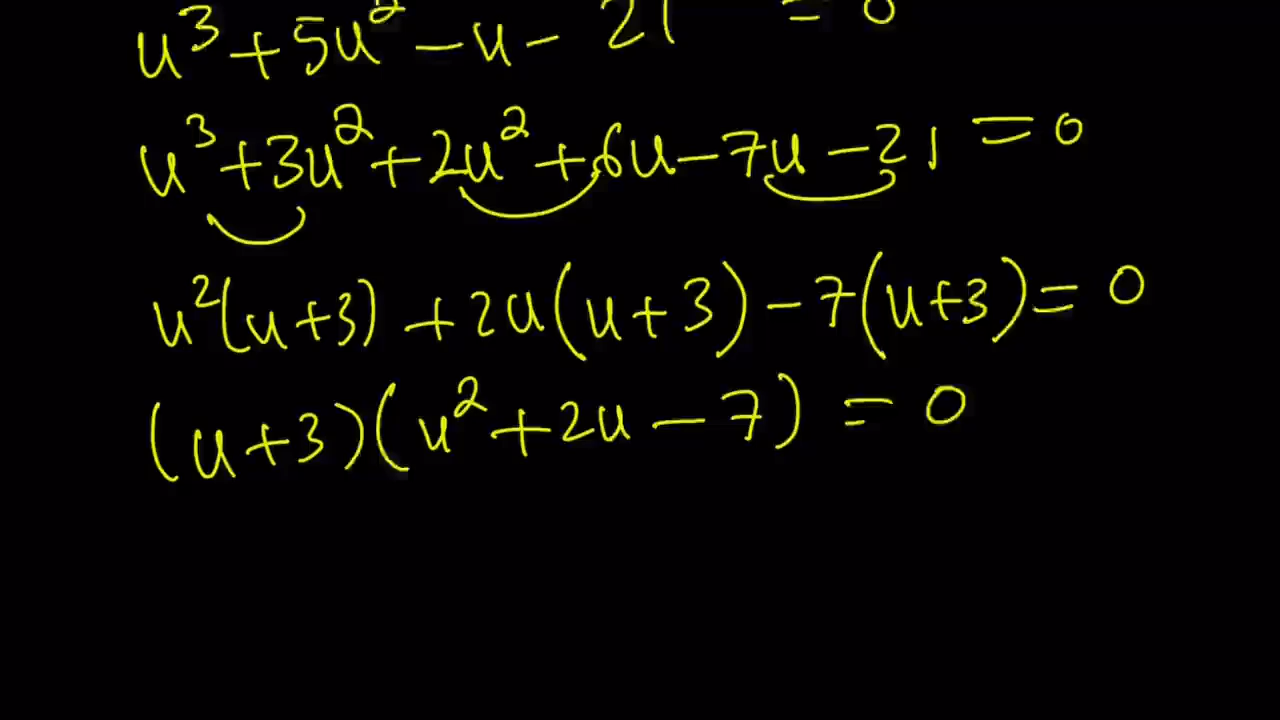 u³ + 5u² - u - 21 = 0
u³ + 3u² + 2u² + 6u - 7u - 21 = 0
u²(u+3) + 2u(u+3) - 7(u+3) = 0
(u+3)(u² + 2u - 7) = 0